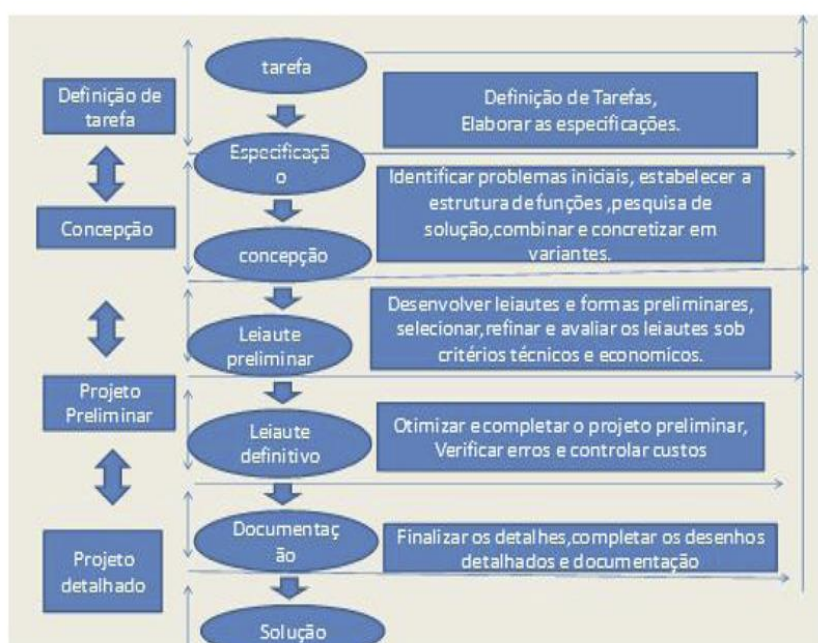 tarefa
Definição de
tarefa
Definição de Tarefas,
Elaborar as especificações.
Especificaçã
o
Identificar problemas iniciais, estabelecer a
estrutura de funções ,pesquisa de
solução,combinar e concretizar em
variantes.
Concepção
concepção
Desenvolver leiautes e formas preliminares,
selecionar,refinar e avaliar os leiautes sob
critérios técnicos e economicos.
Leiaute
preliminar
Projeto
Preliminar
Leiaute
definitivo
Otimizar e completar o projeto preliminar,
Verificar erros e controlar custos
Documentaç
ão
Finalizar os detalhes,completar os desenhos
detalhados e documentação
Projeto
detalhado
Solução